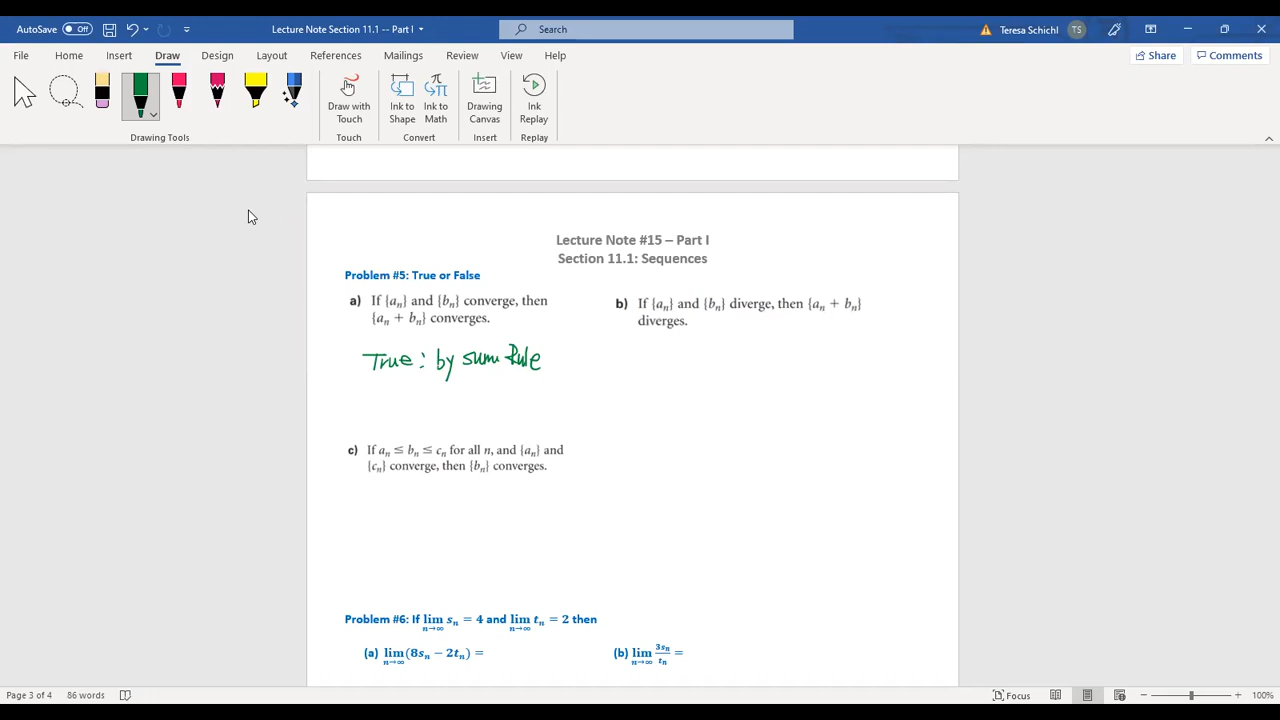 AutoSave Off Lecture Note Section 11.1 -- Part I Search Teresa Schichl TS
File Home Insert Draw Design Layout References Mailings Review View Help Share Comments
Draw with Touch
Ink to Shape
Ink to Math
Drawing Canvas
Ink Replay
Drawing Tools Touch Convert Insert Replay
Lecture Note #15 – Part I
Section 11.1: Sequences
Problem #5: True or False
a) If {aₙ} and {bₙ} converge, then
{aₙ + bₙ} converges.
b) If {aₙ} and {bₙ} diverge, then {aₙ + bₙ}
diverges.
True: by sum Rule
c) If aₙ ≤ bₙ ≤ cₙ for all n, and {aₙ} and
{cₙ} converge, then {bₙ} converges.
Problem #6: If lim n→∞ sₙ = 4 and lim n→∞ tₙ = 2 then
(a) lim n→∞ (8sₙ − 2tₙ) =
(b) lim n→∞ 3sₙ/tₙ =
Page 3 of 4 86 words Focus 100%